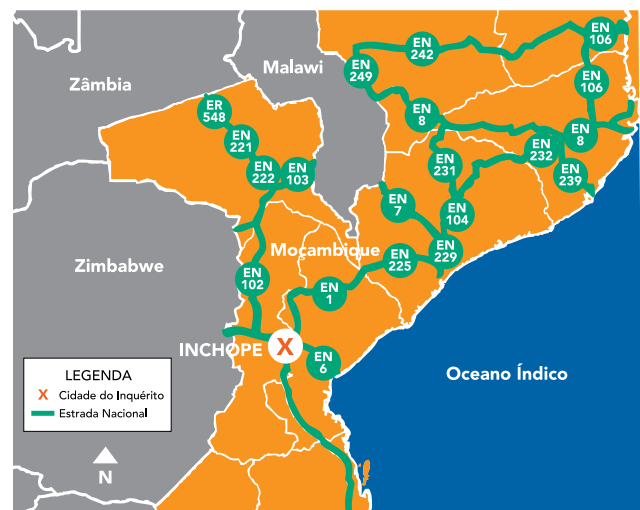 EN
106
EN
242
EN
249
Malawi
Zâmbia
EN
106
ER
548
EN
8
EN
8
EN
221
EN
232
EN
231
EN
222
EN
103
EN
239
EN
7
EN
104
Moçambique
EN
229
EN
225
Zimbabwe
EN
102
EN
1
INCHOPE
X
EN
6
Oceano Índico
LEGENDA
X Cidade do Inquérito
Estrada Nacional
N